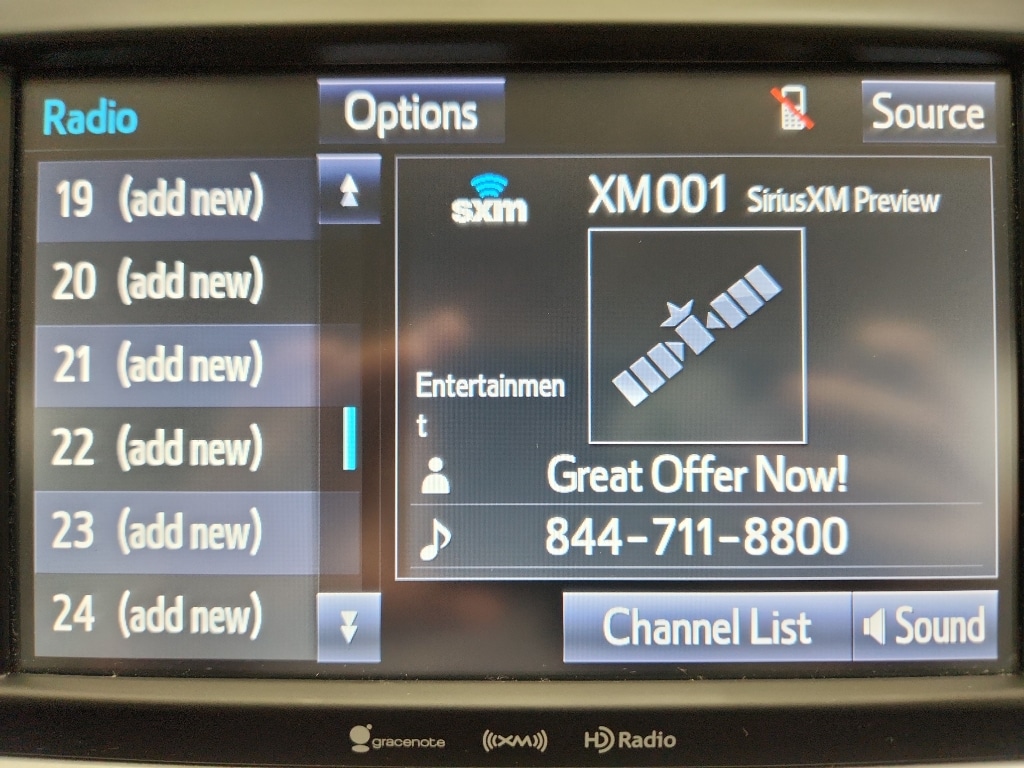 Radio
Options
Source
19 (add new)
20 (add new)
21 (add new)
22 (add new)
23 (add new)
24 (add new)
sxm
XM001 SiriusXM Preview
Entertainmen
t
Great Offer Now!
844-711-8800
Channel List
Sound
gracenote
((XM))
HD Radio